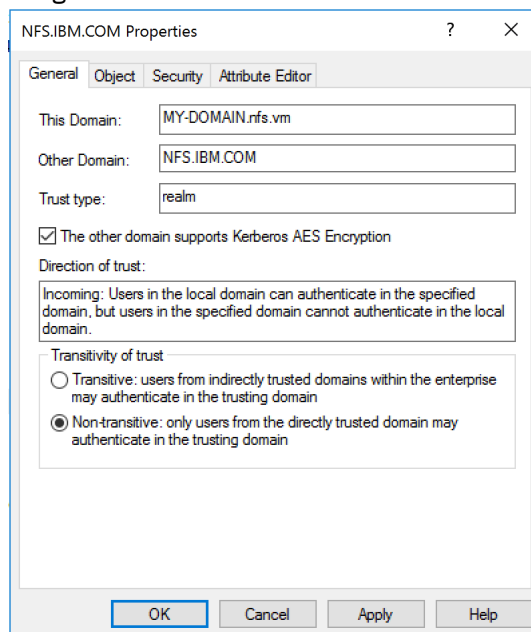 NFS.IBM.COM Properties ? ✕
General Object Security Attribute Editor
This Domain: MY-DOMAIN.nfs.vm
Other Domain: NFS.IBM.COM
Trust type: realm
The other domain supports Kerberos AES Encryption
Direction of trust:
Incoming: Users in the local domain can authenticate in the specified
domain, but users in the specified domain cannot authenticate in the local
domain.
Transitivity of trust
Transitive: users from indirectly trusted domains within the enterprise
may authenticate in the trusting domain
Non-transitive: only users from the directly trusted domain may
authenticate in the trusting domain
OK Cancel Apply Help